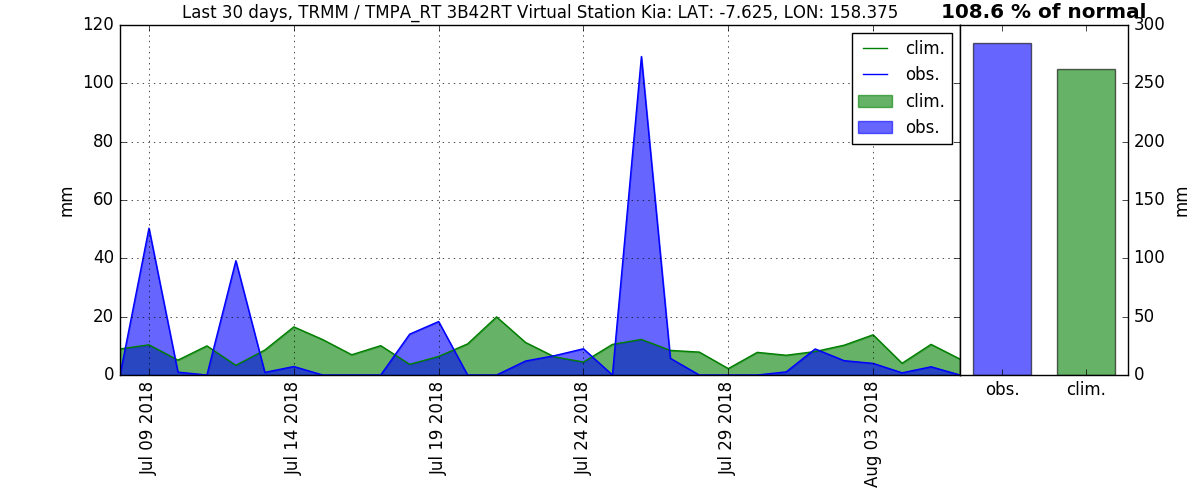 Last 30 days, TRMM / TMPA_RT 3B42RT Virtual Station Kia: LAT: -7.625, LON: 158.375
108.6 % of normal
120
100
80
60
40
20
0
mm
clim.
obs.
clim.
obs.
Jul 09 2018
Jul 14 2018
Jul 19 2018
Jul 24 2018
Jul 29 2018
Aug 03 2018
300
250
200
150
100
50
0
mm
obs.
clim.